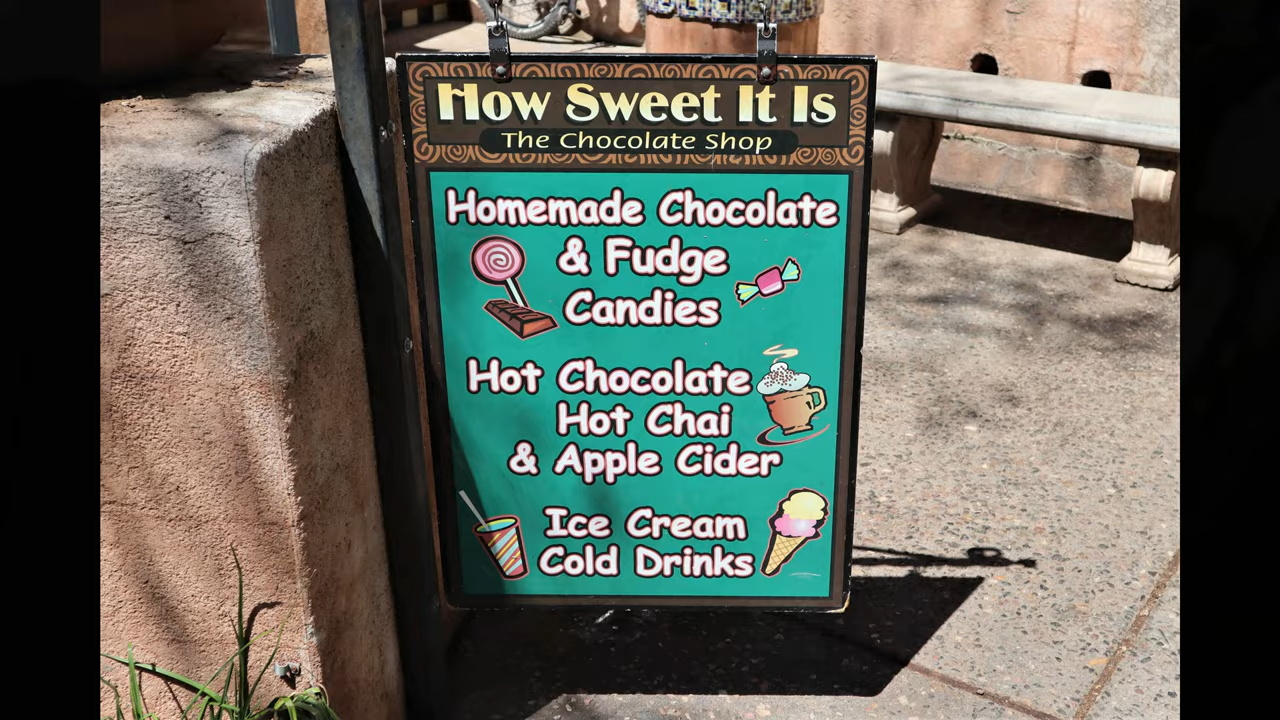 How Sweet It Is
The Chocolate Shop
Homemade Chocolate
& Fudge
Candies
Hot Chocolate
Hot Chai
& Apple Cider
Ice Cream
Cold Drinks